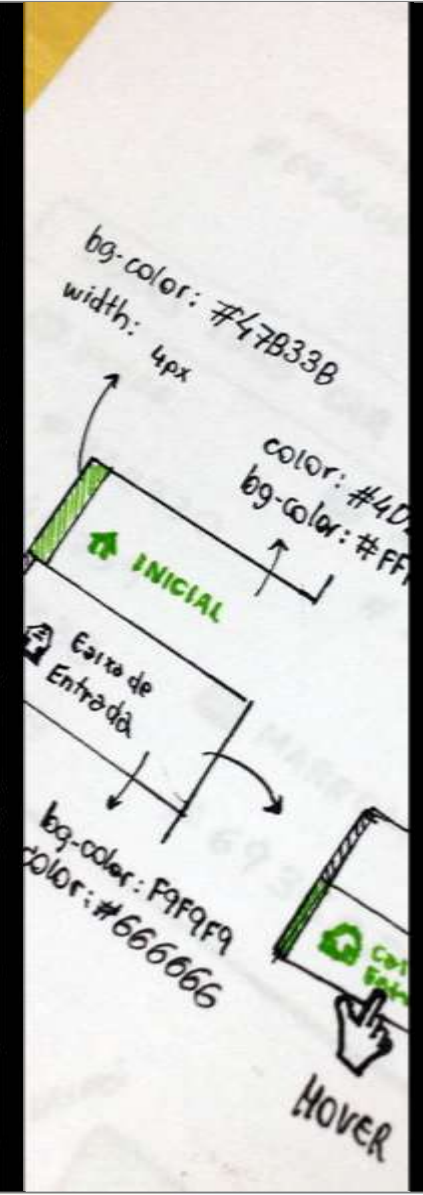 bg-color: #47B33B
width: 4px
color: #4D
bg-color: #FF
INICIAL
Caixa de
Entrada
bg-color: F9F9F9
color: #666666
HOVER